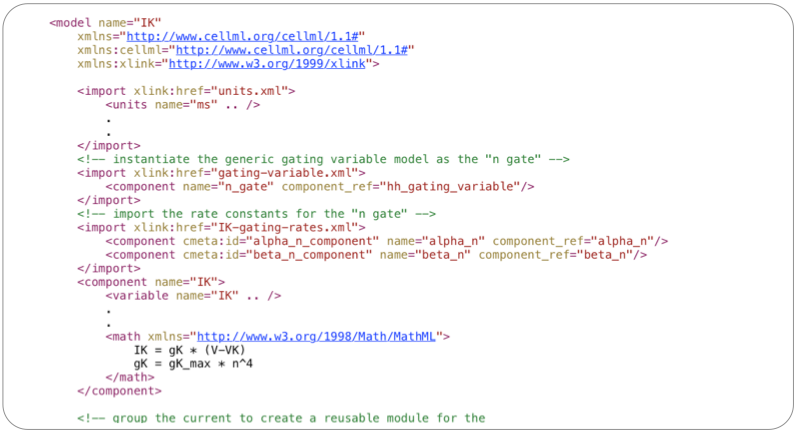 <model name="IK"
xmlns="http://www.cellml.org/cellml/1.1#"
xmlns:cellml="http://www.cellml.org/cellml/1.1#"
xmlns:xlink="http://www.w3.org/1999/xlink">
<import xlink:href="units.xml">
<units name="ms" .. />
.
.
</import>
<!-- instantiate the generic gating variable model as the "n gate" -->
<import xlink:href="gating-variable.xml">
<component name="n_gate" component_ref="hh_gating_variable"/>
</import>
<!-- import the rate constants for the "n gate" -->
<import xlink:href="IK-gating-rates.xml">
<component cmeta:id="alpha_n_component" name="alpha_n" component_ref="alpha_n"/>
<component cmeta:id="beta_n_component" name="beta_n" component_ref="beta_n"/>
</import>
<component name="IK">
<variable name="IK" .. />
.
.
<math xmlns="http://www.w3.org/1998/Math/MathML">
IK = gK * (V-VK)
gK = gK_max * n^4
</math>
</component>
<!-- group the current to create a reusable module for the